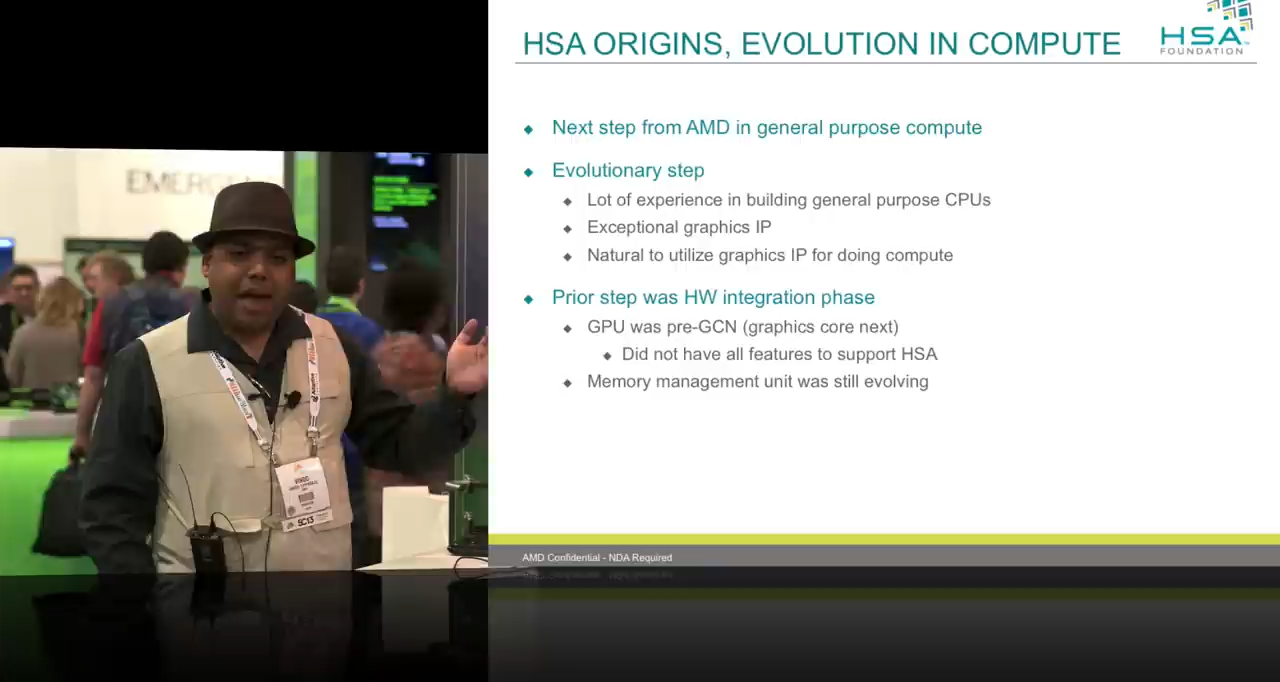 HSA ORIGINS, EVOLUTION IN COMPUTE
HSA
FOUNDATION
Next step from AMD in general purpose compute
Evolutionary step
Lot of experience in building general purpose CPUs
Exceptional graphics IP
Natural to utilize graphics IP for doing compute
Prior step was HW integration phase
GPU was pre-GCN (graphics core next)
Did not have all features to support HSA
Memory management unit was still evolving
AMD Confidential - NDA Required
SC13